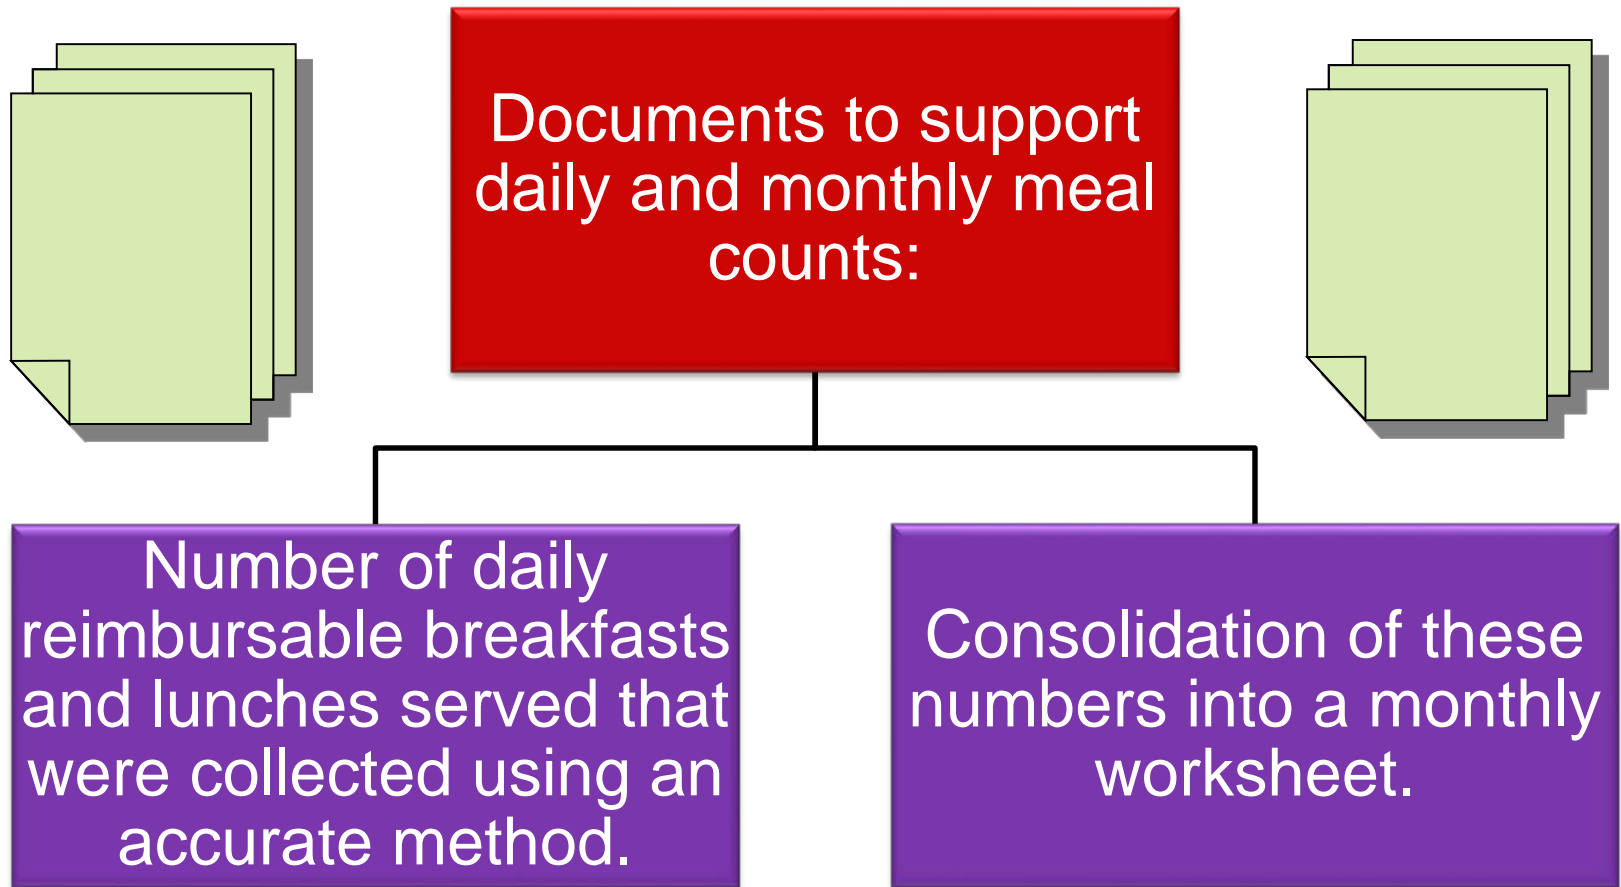 Documents to support
daily and monthly meal
counts:
Number of daily
reimbursable breakfasts
and lunches served that
were collected using an
accurate method.
Consolidation of these
numbers into a monthly
worksheet.